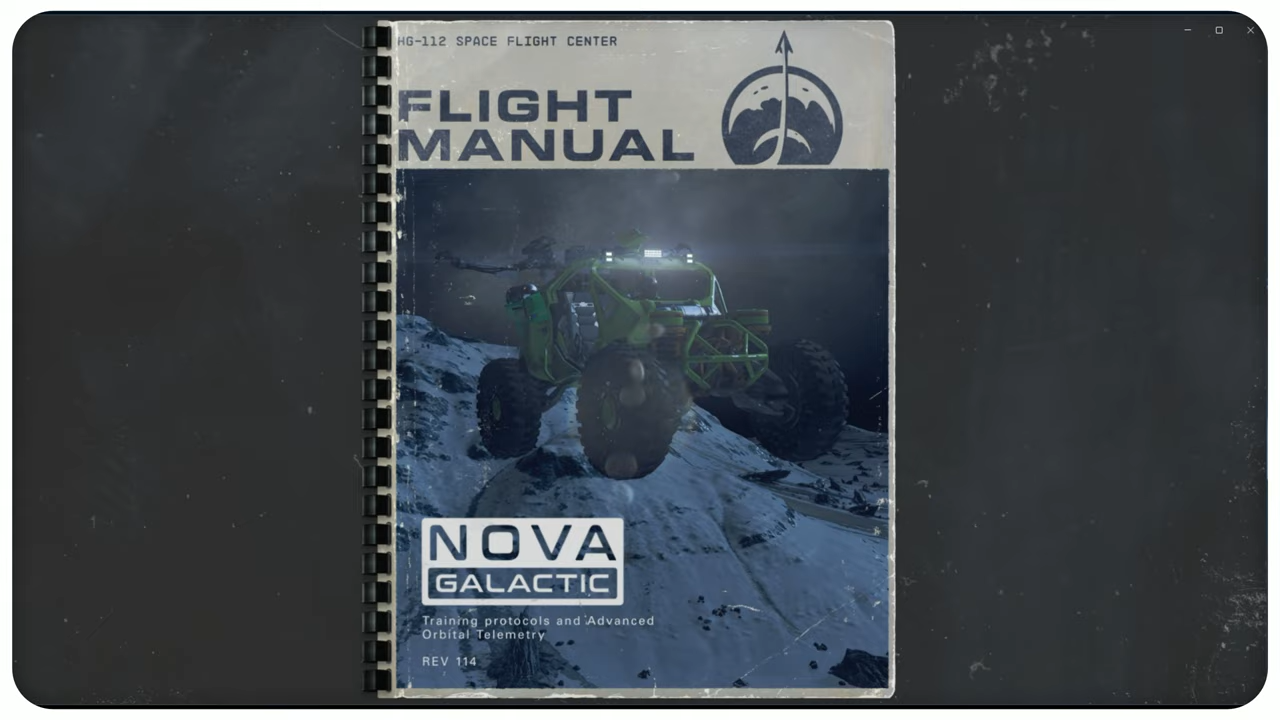 HG-112 SPACE FLIGHT CENTER
FLIGHT
MANUAL
NOVA
GALACTIC
Training protocols and Advanced
Orbital Telemetry
REV 114